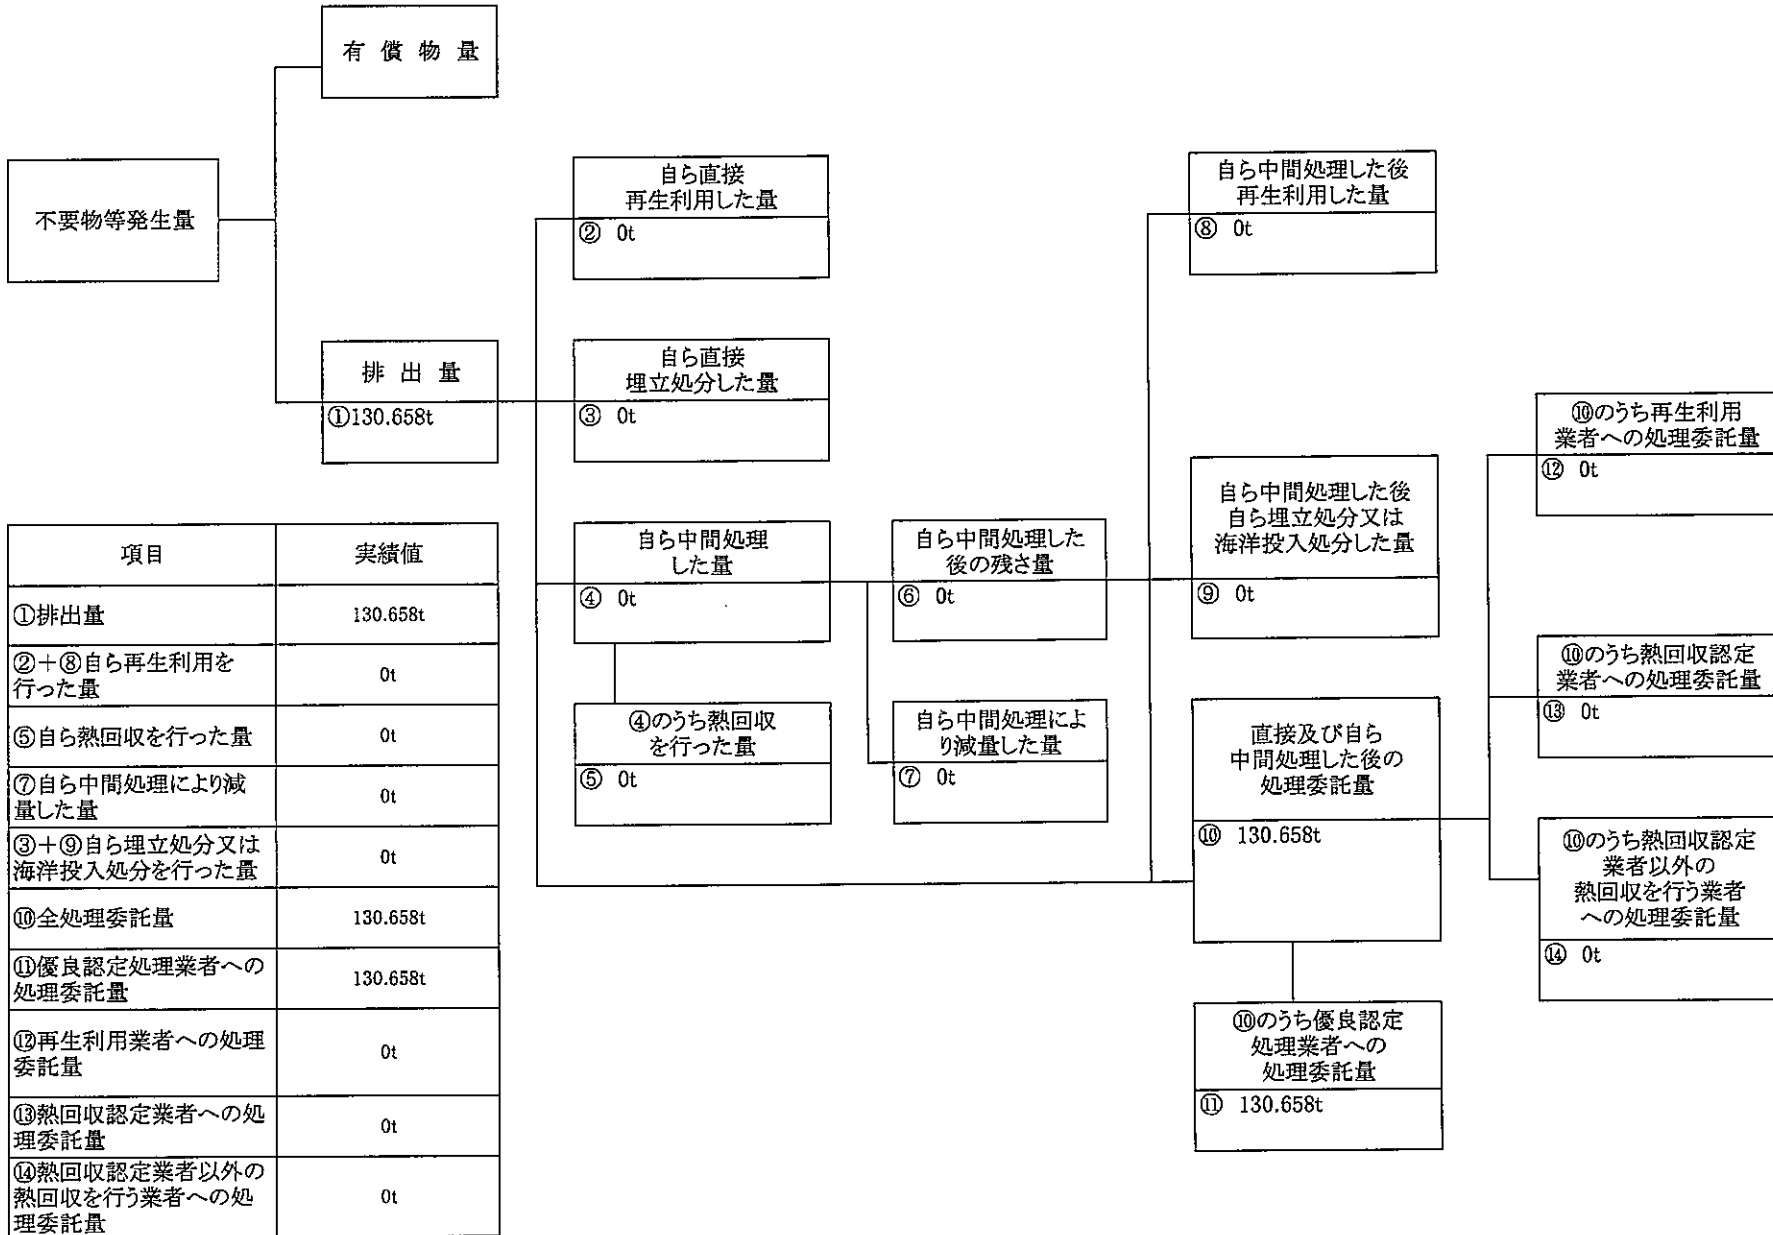 有償物量
不要物等発生量
排出量
①130.658t
自ら直接
再生利用した量
② 0t
自ら直接
埋立処分した量
③ 0t
自ら中間処理
した量
④ 0t
④のうち熱回収
を行った量
⑤ 0t
自ら中間処理した
後の残さ量
⑥ 0t
自ら中間処理によ
り減量した量
⑦ 0t
自ら中間処理した後
再生利用した量
⑧ 0t
自ら中間処理した後
自ら埋立処分又は
海洋投入処分した量
⑨ 0t
直接及び自ら
中間処理した後の
処理委託量
⑩ 130.658t
⑩のうち優良認定
処理業者への
処理委託量
⑪ 130.658t
⑩のうち再生利用
業者への処理委託量
⑫ 0t
⑩のうち熱回収認定
業者への処理委託量
⑬ 0t
⑩のうち熱回収認定
業者以外の
熱回収を行う業者
への処理委託量
⑭ 0t
項目 実績値
①排出量 130.658t
②+⑧自ら再生利用を
行った量 0t
⑤自ら熱回収を行った量 0t
⑦自ら中間処理により減
量した量 0t
③+⑨自ら埋立処分又は
海洋投入処分を行った量 0t
⑩全処理委託量 130.658t
⑪優良認定処理業者への
処理委託量 130.658t
⑫再生利用業者への処理
委託量 0t
⑬熱回収認定業者への処
理委託量 0t
⑭熱回収認定業者以外の
熱回収を行う業者への処
理委託量 0t